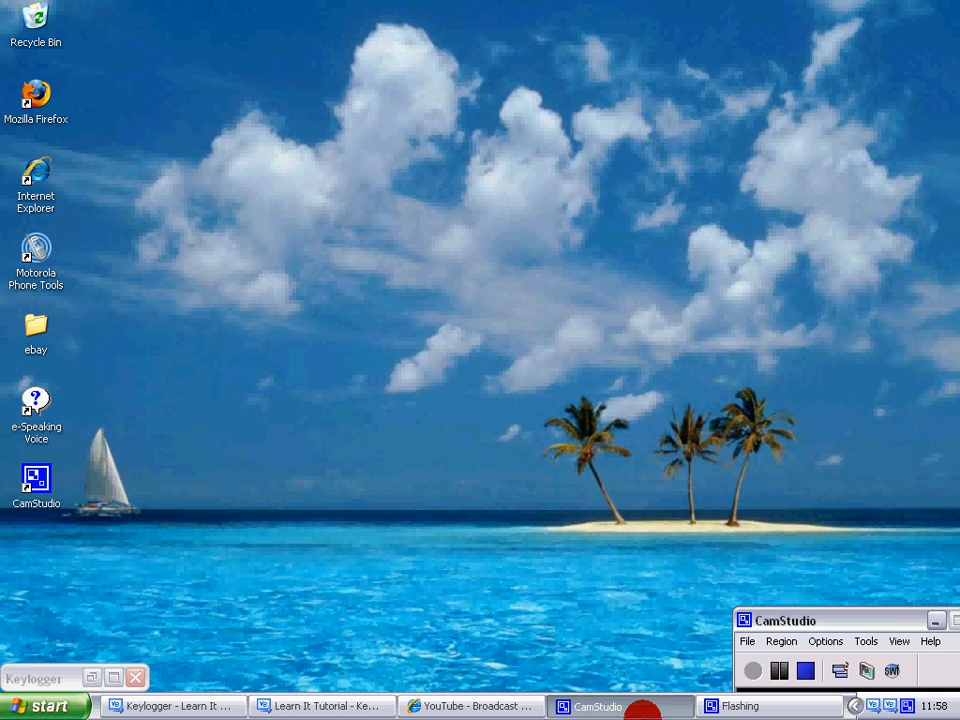 Recycle Bin
Mozilla Firefox
Internet
Explorer
Motorola
Phone Tools
ebay
e-Speaking
Voice
CamStudio
CamStudio
File Region Options Tools View Help
SWF
Keylogger
start
Keylogger - Learn It ...
Learn It Tutorial - Ke...
YouTube - Broadcast ...
CamStudio
Flashing
11:58